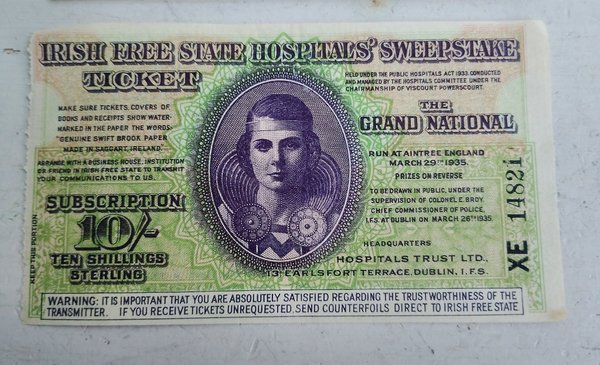 IRISH FREE STATE HOSPITALS' SWEEPSTAKE
TICKET
HELD UNDER THE PUBLIC HOSPITALS ACT 1933. CONDUCTED
AND MANAGED BY THE HOSPITALS COMMITTEE UNDER THE
CHAIRMANSHIP OF VISCOUNT POWERSCOURT.
MAKE SURE TICKETS, COVERS OF
BOOKS AND RECEIPTS SHOW WATER-
MARKED IN THE PAPER THE WORDS
"GENUINE SWIFT BROOK PAPER
MADE IN SAGGART, IRELAND."
ARRANGE WITH A BUSINESS HOUSE, INSTITUTION
OR FRIEND IN IRISH FREE STATE TO TRANSMIT
YOUR COMMUNICATIONS TO US.
SUBSCRIPTION
10/-
TEN SHILLINGS
STERLING
KEEP THIS PORTION
THE
GRAND NATIONAL
RUN AT AINTREE ENGLAND
MARCH 29TH 1935.
PRIZES ON REVERSE
TO BE DRAWN IN PUBLIC, UNDER THE
SUPERVISION OF COLONEL E. BROY,
CHIEF COMMISSIONER OF POLICE,
I.F.S. AT DUBLIN ON MARCH 26TH 1935.
HEADQUARTERS
HOSPITALS TRUST LTD.,
13 EARLSFORT TERRACE, DUBLIN, I.F.S.
XE 14821
WARNING: IT IS IMPORTANT THAT YOU ARE ABSOLUTELY SATISFIED REGARDING THE TRUSTWORTHINESS OF THE
TRANSMITTER. IF YOU RECEIVE TICKETS UNREQUESTED, SEND COUNTERFOILS DIRECT TO IRISH FREE STATE